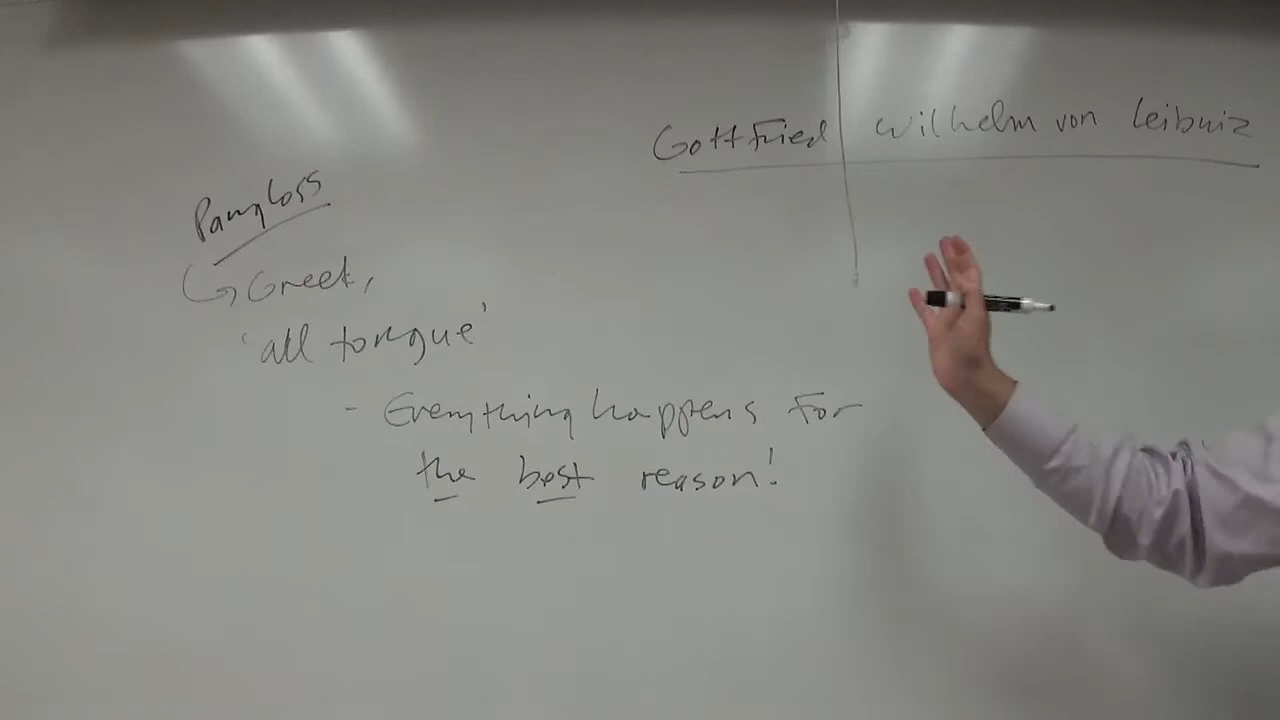 Gottfried Wilhelm von Leibniz
Pangloss
↳ Greek,
'all tongue'
- Everything happens for
the best reason!